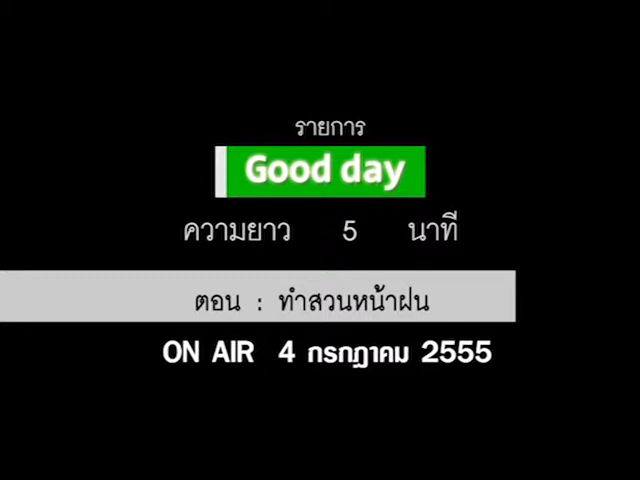 รายการ
Good day
ความยาว 5 นาที
ตอน : ทำสวนหน้าฝน
ON AIR 4 กรกฎาคม 2555